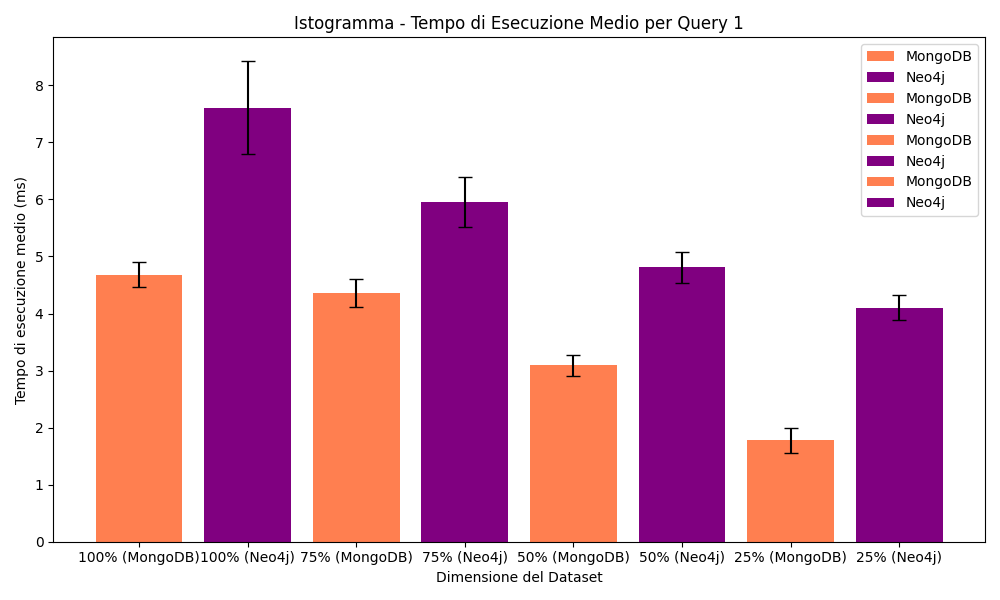 Istogramma - Tempo di Esecuzione Medio per Query 1
MongoDB
Neo4j
MongoDB
Neo4j
MongoDB
Neo4j
MongoDB
Neo4j
Tempo di esecuzione medio (ms)
8
7
6
5
4
3
2
1
0
100% (MongoDB) 100% (Neo4j) 75% (MongoDB) 75% (Neo4j) 50% (MongoDB) 50% (Neo4j) 25% (MongoDB) 25% (Neo4j)
Dimensione del Dataset